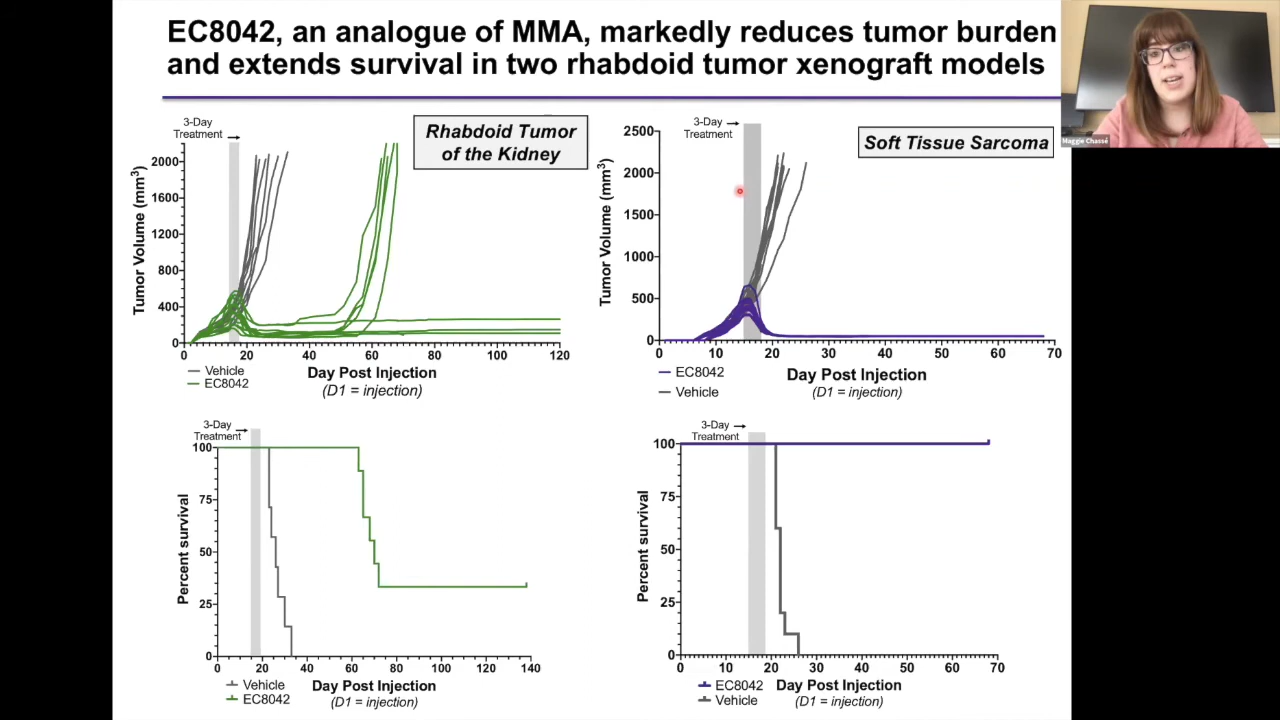 EC8042, an analogue of MMA, markedly reduces tumor burden
and extends survival in two rhabdoid tumor xenograft models
Maggie Chassé
3-Day
Treatment
Rhabdoid Tumor
of the Kidney
Tumor Volume (mm3)
2000
1600
1200
800
400
0
0 20 40 60 80 100 120
Vehicle
EC8042
Day Post Injection
(D1 = injection)
3-Day
Treatment
Soft Tissue Sarcoma
Tumor Volume (mm3)
2500
2000
1500
1000
500
0
0 10 20 30 40 50 60 70
EC8042
Vehicle
Day Post Injection
(D1 = injection)
3-Day
Treatment
Percent survival
100
75
50
25
0
0 20 40 60 80 100 120 140
Vehicle
EC8042
Day Post Injection
(D1 = injection)
3-Day
Treatment
Percent survival
100
75
50
25
0
0 10 20 30 40 50 60 70
EC8042
Vehicle
Day Post Injection
(D1 = injection)